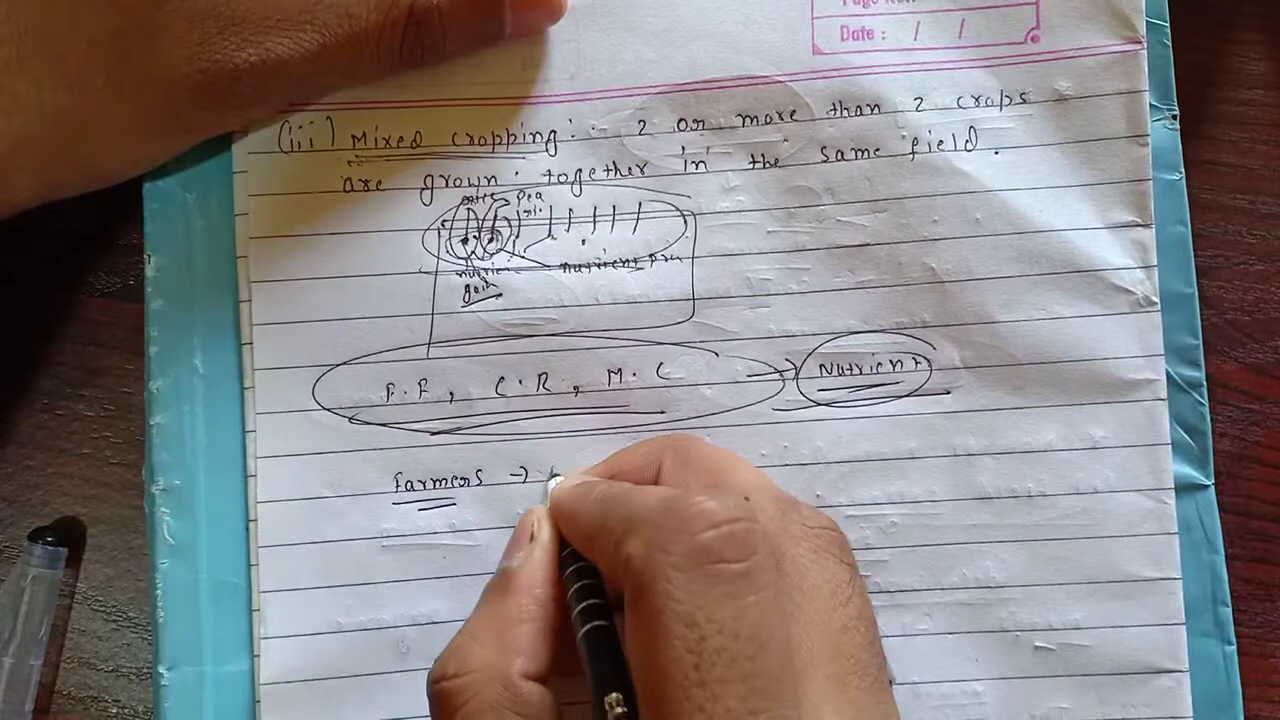 Date : / /
(iii) Mixed cropping :- 2 or more than 2 crops
are grown together in the same field.
pea
nutrient
gain
F.F, C.R, M.C → Nutrient
farmers →